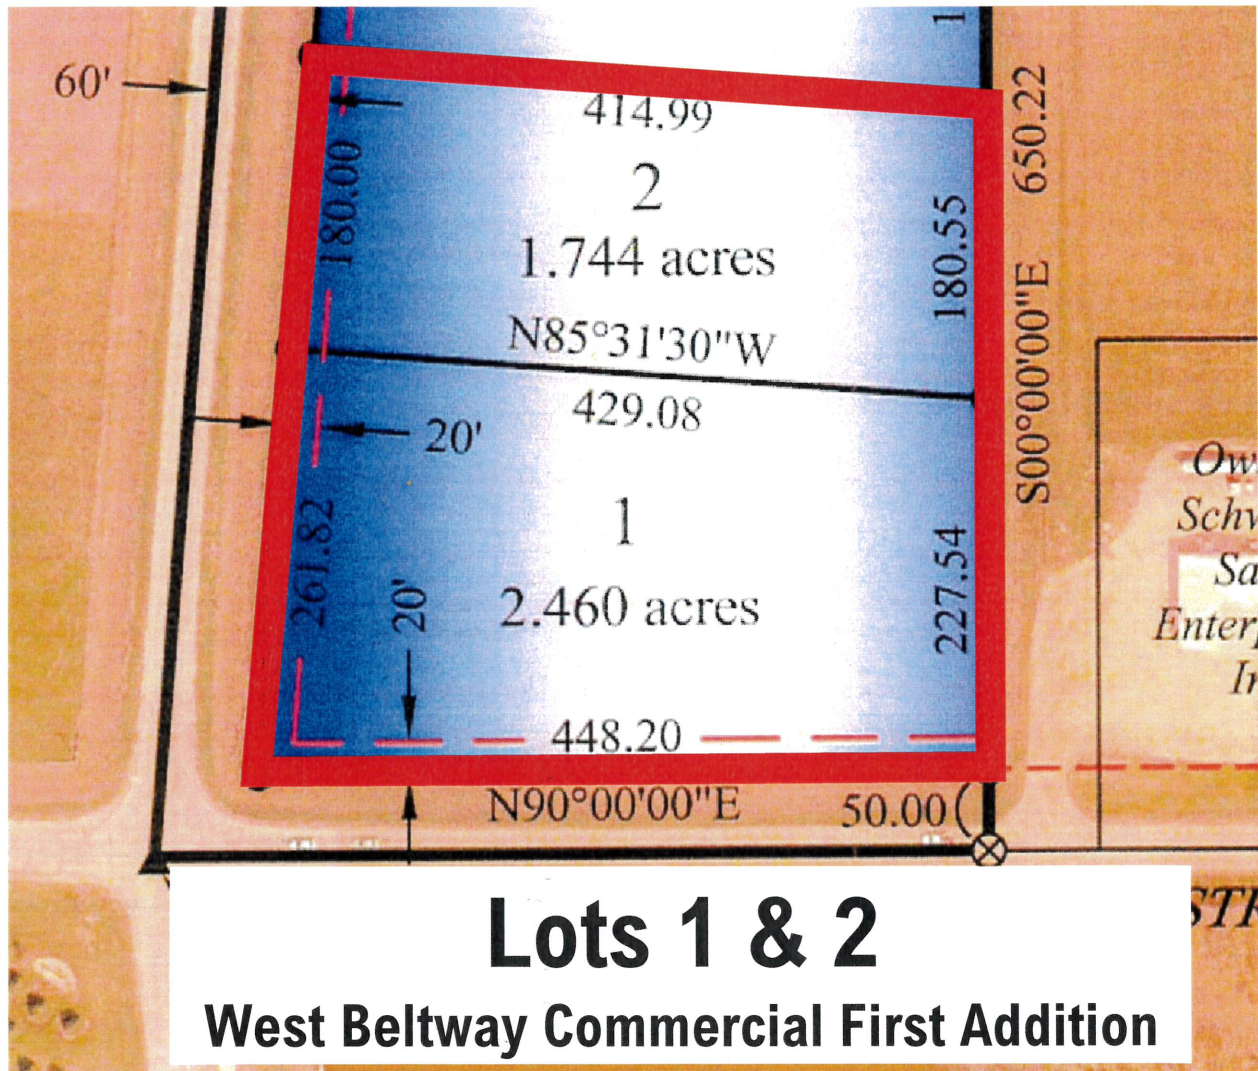 1
60'
650.22
414.99
180.00
2
180.55
1.744 acres
S00°00'00"E
N85°31'30"W
429.08
20'
1
261.82
20'
2.460 acres
227.54
448.20
N90°00'00"E
50.00
Lots 1 & 2
West Beltway Commercial First Addition